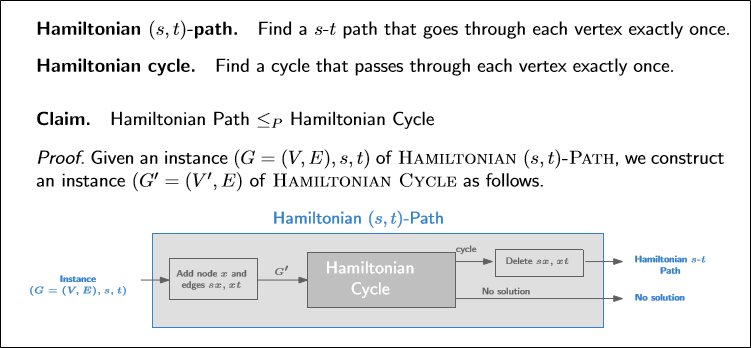 Hamiltonian (s, t)-path. Find a s-t path that goes through each vertex exactly once.
Hamiltonian cycle. Find a cycle that passes through each vertex exactly once.
Claim. Hamiltonian Path ≤P Hamiltonian Cycle
Proof. Given an instance (G = (V, E), s, t) of Hamiltonian (s, t)-Path, we construct
an instance (G′ = (V′, E) of Hamiltonian Cycle as follows.
Hamiltonian (s, t)-Path
Instance
(G = (V, E), s, t)
Add node x and
edges sx, xt
G′
Hamiltonian
Cycle
cycle
Delete sx, xt
Hamiltonian s-t
Path
No solution
No solution